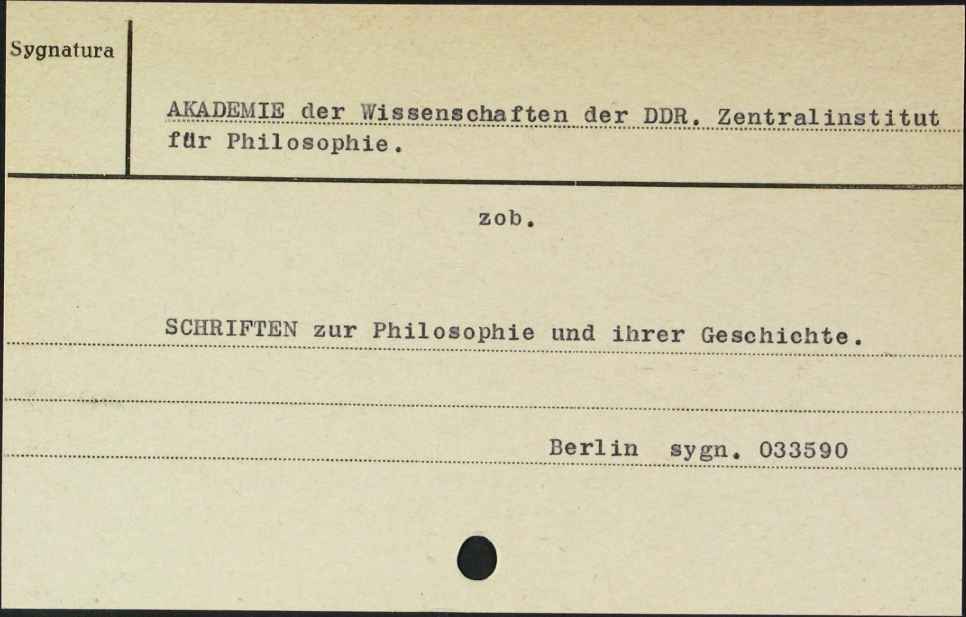 Sygnatura
AKADEMIE der Wissenschaften der DDR. Zentralinstitut
für Philosophie.
zob.
SCHRIFTEN zur Philosophie und ihrer Geschichte.
Berlin sygn. 033590